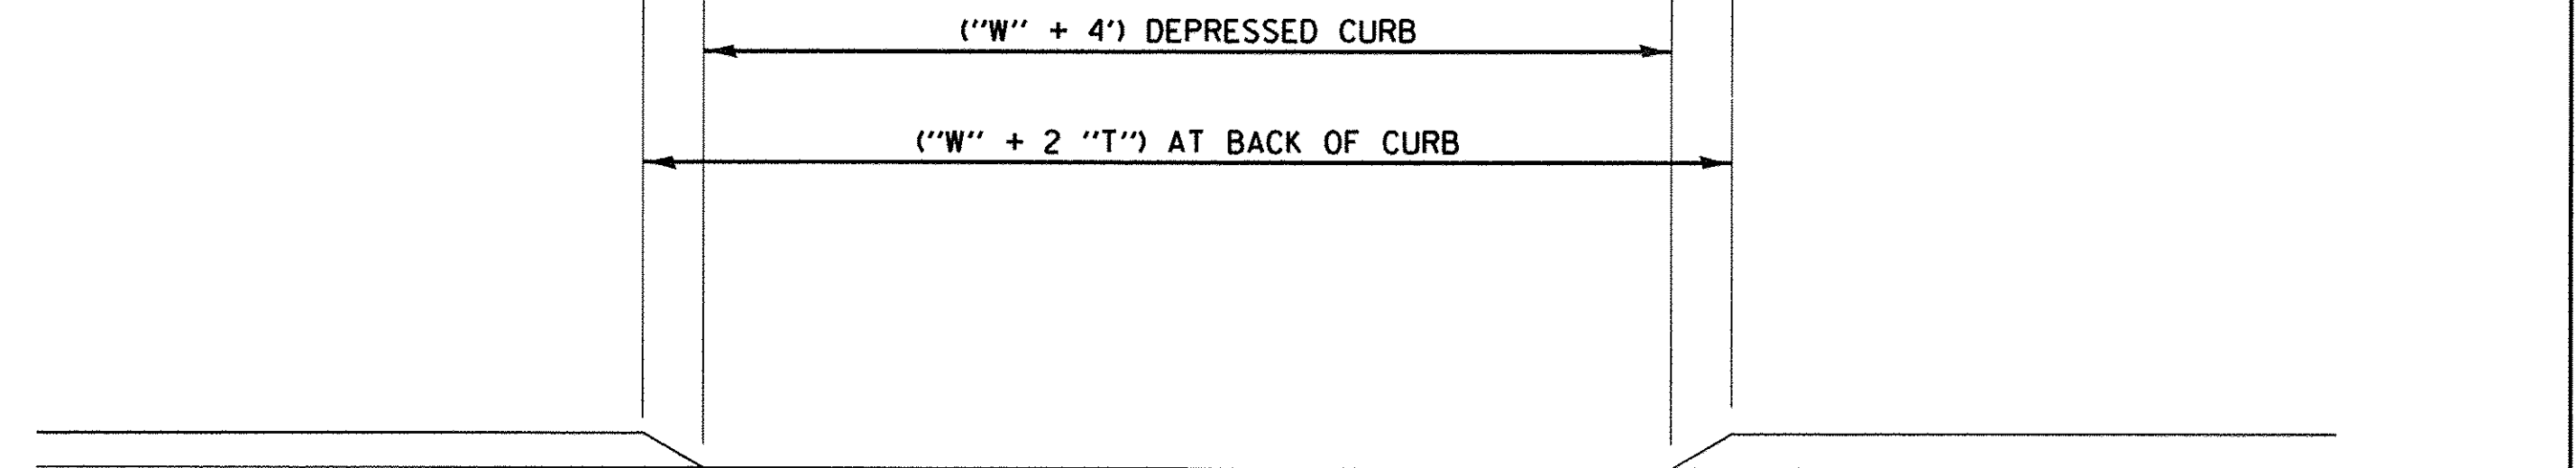 ("W" + 4') DEPRESSED CURB
("W" + 2 "T") AT BACK OF CURB